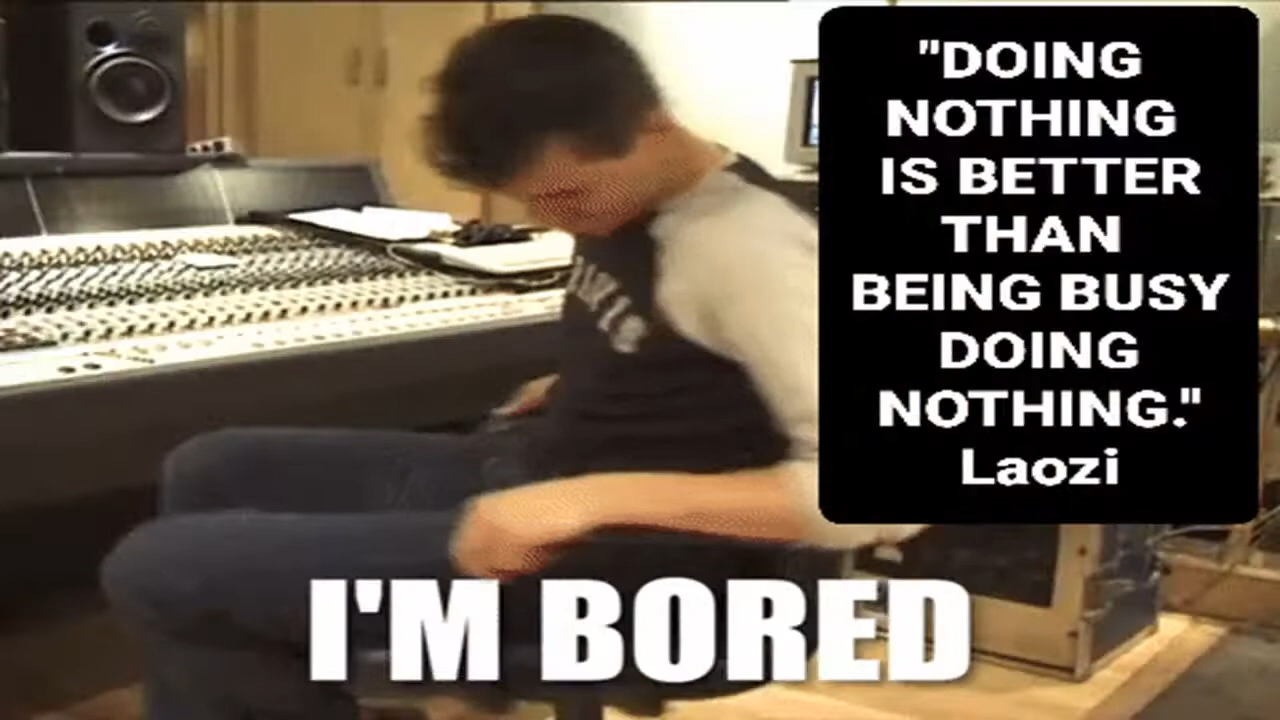 "DOING
NOTHING
IS BETTER
THAN
BEING BUSY
DOING
NOTHING."
Laozi
I'M BORED